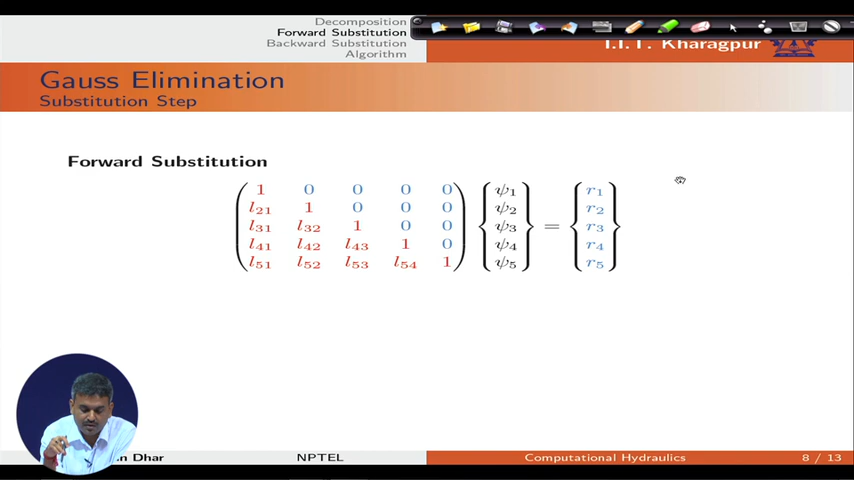 Decomposition
Forward Substitution
Backward Substitution
Algorithm
I.I.T. Kharagpur
Gauss Elimination
Substitution Step
Forward Substitution
1 0 0 0 0 ψ₁ r₁
l₂₁ 1 0 0 0 ψ₂ r₂
l₃₁ l₃₂ 1 0 0 ψ₃ = r₃
l₄₁ l₄₂ l₄₃ 1 0 ψ₄ r₄
l₅₁ l₅₂ l₅₃ l₅₄ 1 ψ₅ r₅
Dhar NPTEL Computational Hydraulics 8 / 13